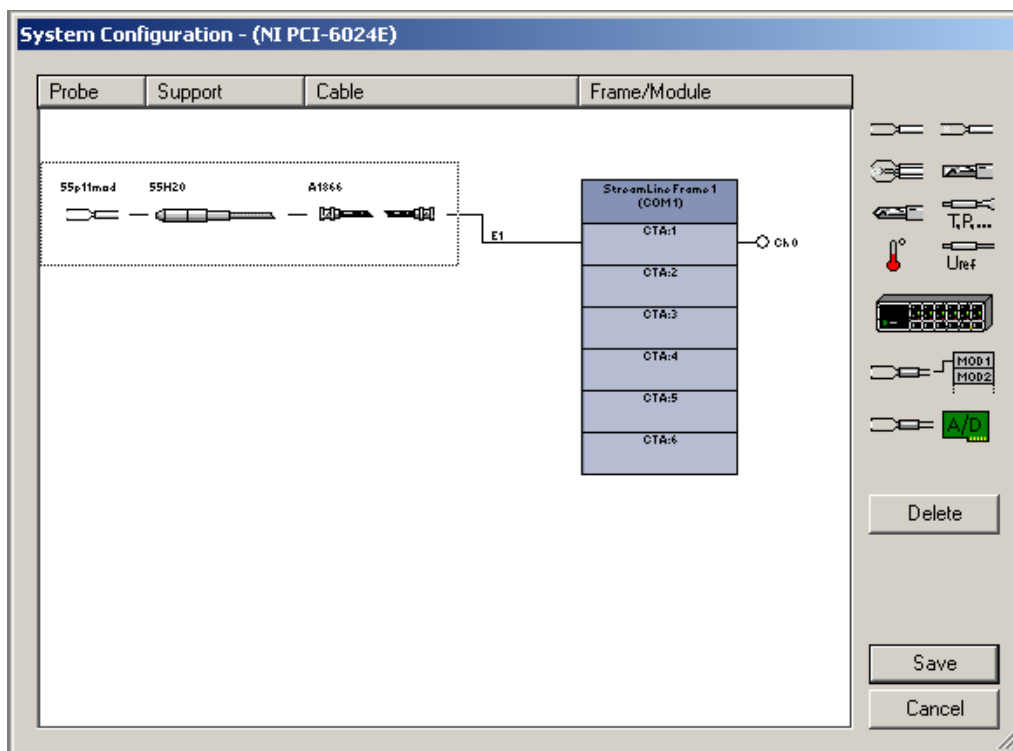 System Configuration - (NI PCI-6024E)
Probe Support Cable Frame/Module
55p11mod 55H20 A1866
StreamLine Frame 1
(COM1)
E1 CTA:1 Ch 0
CTA:2
CTA:3
CTA:4
CTA:5
CTA:6
T,P,...
Uref
MOD1
MOD2
A/D
Delete
Save
Cancel